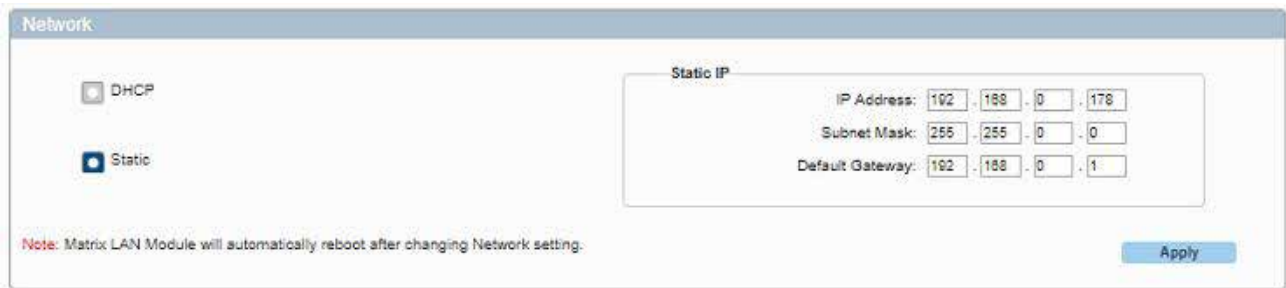 Network
DHCP
Static
Static IP
IP Address: 192 . 168 . 0 . 178
Subnet Mask: 255 . 255 . 0 . 0
Default Gateway: 192 . 168 . 0 . 1
Note: Matrix LAN Module will automatically reboot after changing Network setting.
Apply